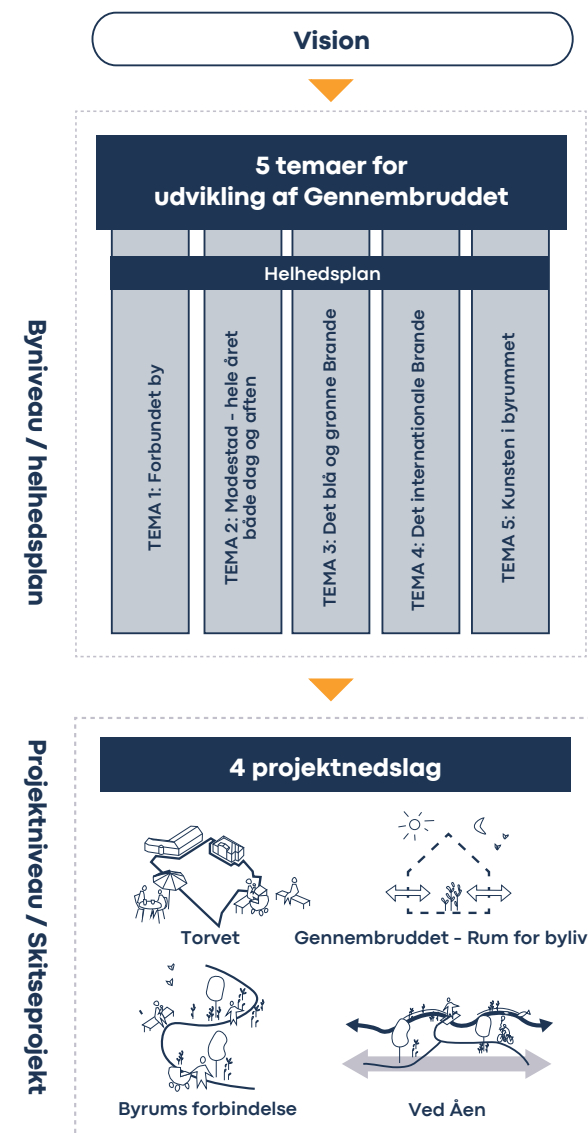 Vision
5 temaer for
udvikling af Gennembruddet
Helhedsplan
Byniveau / helhedsplan
TEMA 1: Forbundet by
TEMA 2: Mødestad - hele året
både dag og aften
TEMA 3: Det blå og grønne Brande
TEMA 4: Det internationale Brande
TEMA 5: Kunsten i byrummet
Projektniveau / Skitseprojekt
4 projektnedslag
Torvet
Gennembruddet - Rum for byliv
Byrums forbindelse
Ved Åen